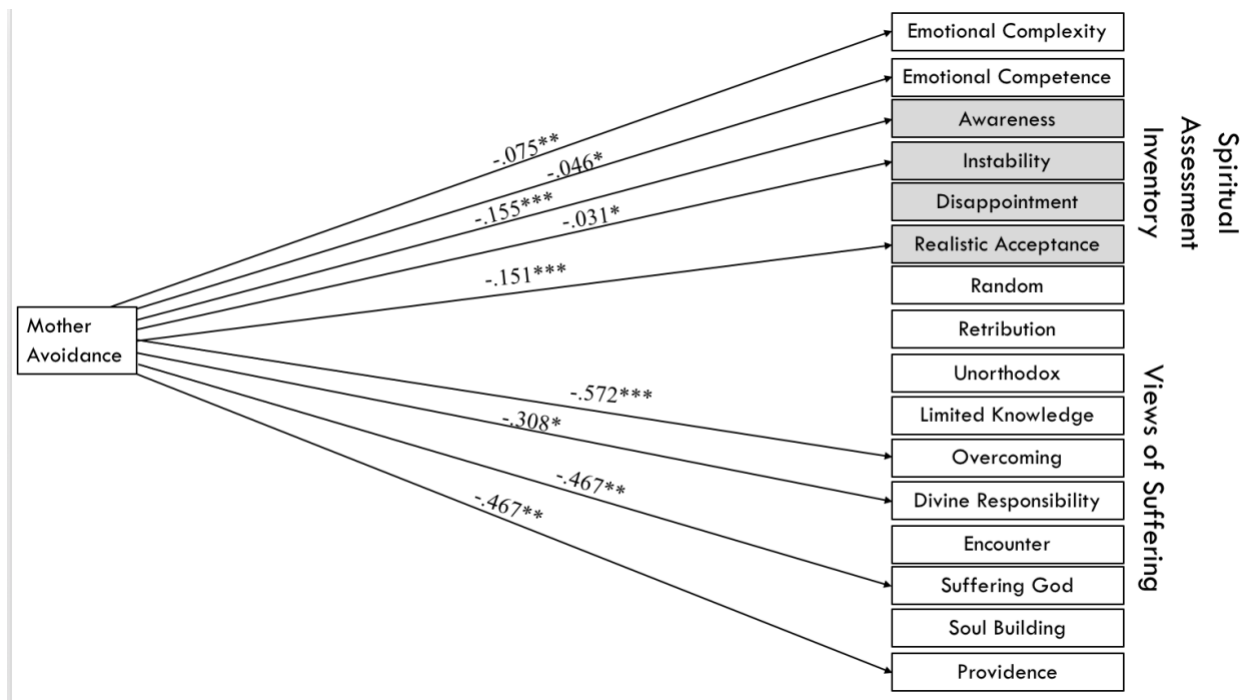 Emotional Complexity
Emotional Competence
Awareness
Instability
Disappointment
Realistic Acceptance
Random
Retribution
Unorthodox
Limited Knowledge
Overcoming
Divine Responsibility
Encounter
Suffering God
Soul Building
Providence
Spiritual
Assessment
Inventory
Views of Suffering
Mother
Avoidance
-.075**
-.046*
-.155***
-.031*
-.151***
-.572***
-.308*
-.467**
-.467**